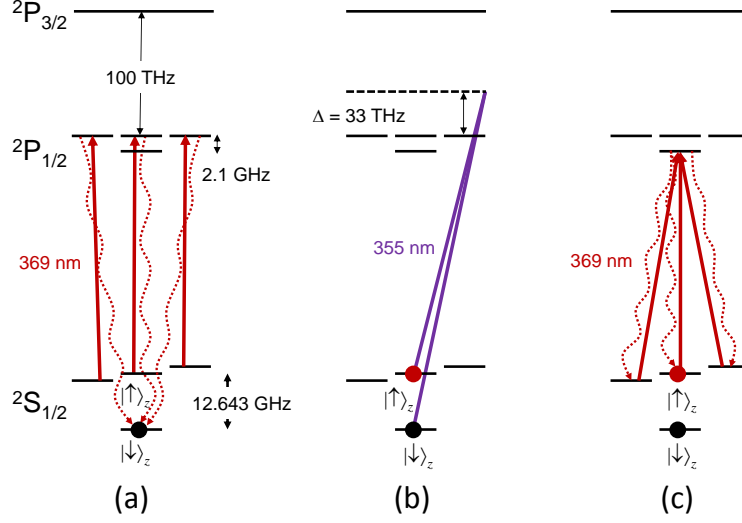 ²P₃/₂
100 THz
Δ = 33 THz
²P₁/₂
2.1 GHz
369 nm
355 nm
369 nm
²S₁/₂
|↑⟩z
12.643 GHz
|↑⟩z
|↑⟩z
|↓⟩z
|↓⟩z
|↓⟩z
(a)
(b)
(c)